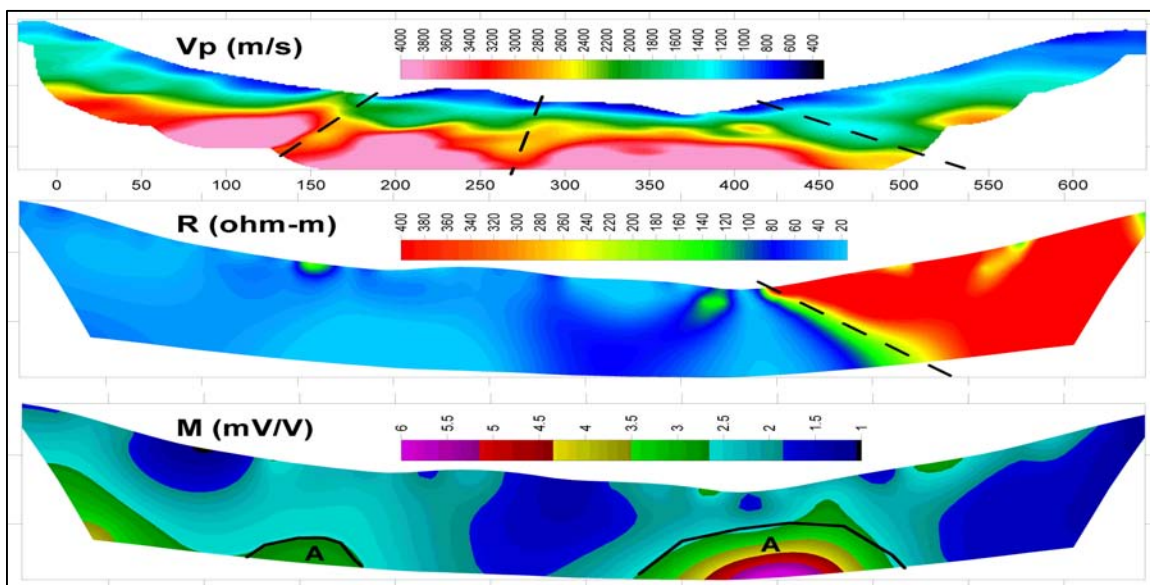 Vp (m/s)
4000 3800 3600 3400 3200 3000 2800 2600 2400 2200 2000 1800 1600 1400 1200 1000 800 600 400
0 50 100 150 200 250 300 350 400 450 500 550 600
R (ohm-m)
400 380 360 340 320 300 280 260 240 220 200 180 160 140 120 100 80 60 40 20
M (mV/V)
6 5.5 5 4.5 4 3.5 3 2.5 2 1.5 1
A A